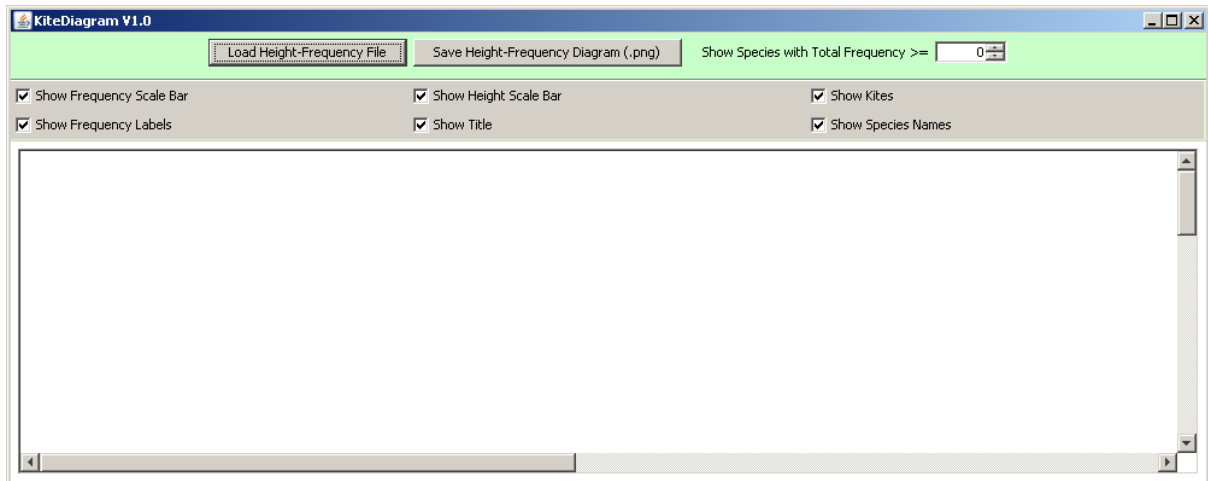 KiteDiagram V1.0
Load Height-Frequency File Save Height-Frequency Diagram (.png) Show Species with Total Frequency >= 0
Show Frequency Scale Bar Show Height Scale Bar Show Kites
Show Frequency Labels Show Title Show Species Names